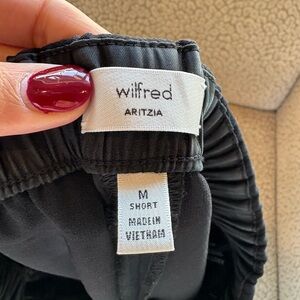 wilfred
ARITZIA
M
SHORT
MADE IN
VIETNAM